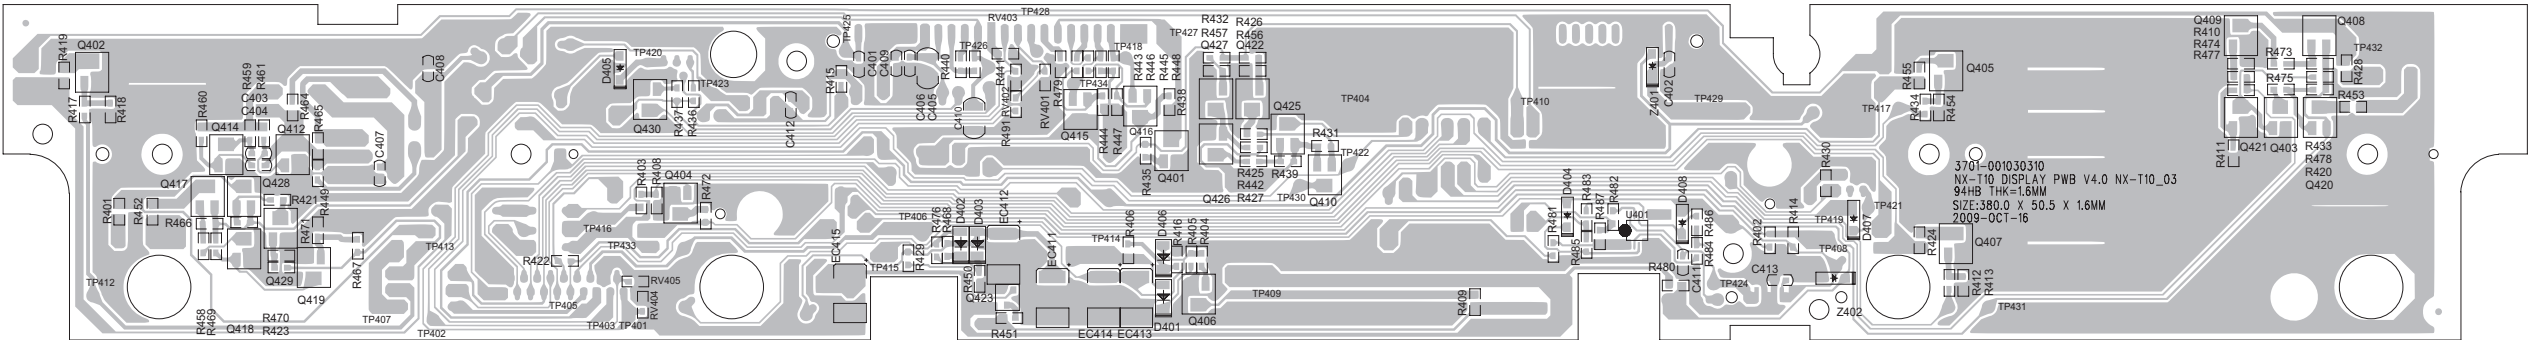 TP428
RV403
R432
R426
TP425
R457
R456
TP427
Q427
Q422
Q409
Q408
R410
R474
R477
R473
TP432
R428
R475
R453
R419
Q402
R459
R461
C403
C404
R460
R464
R465
Q414
Q412
R417
R418
C408
C407
D405
TP420
TP423
R437
R436
Q430
C412
R415
C401
C409
R440
TP426
R441
C406
C405
C410
RV402
R491
RV401
R479
TP418
TP434
R443
R446
R445
R448
R438
Q415
R444
R447
Q416
R435
Q401
Q425
R431
TP422
R425
R442
R427
R439
TP430
Q410
Q426
TP404
TP410
Z401
C402
TP429
TP417
R455
Q405
R434
R454
R411
Q421
Q403
R433
R478
R420
Q420
3701-001030310
NX-T10 DISPLAY PWB V4.0 NX-T10_03
94HB THK=1.6MM
SIZE:380.0 X 50.5 X 1.6MM
2009-OCT-16
Q417
Q428
R421
R449
R401
R452
R466
R471
R467
R403
R408
Q404
R472
TP416
TP433
TP413
R422
TP405
RV405
RV404
TP403
TP401
TP402
TP407
TP412
Q429
Q419
R458
R469
Q418
R470
R423
TP406
R476
R468
D402
D403
EC412
EC415
TP415
R429
R450
Q423
R451
EC411
TP414
R406
D406
R416
R405
R404
EC414
EC413
D401
Q406
TP409
R409
D404
R483
R482
R481
R487
R485
U401
D408
R486
R484
R480
C411
R402
R414
TP424
C413
R430
TP419
D407
TP421
TP408
Z402
R424
Q407
R412
R413
TP431